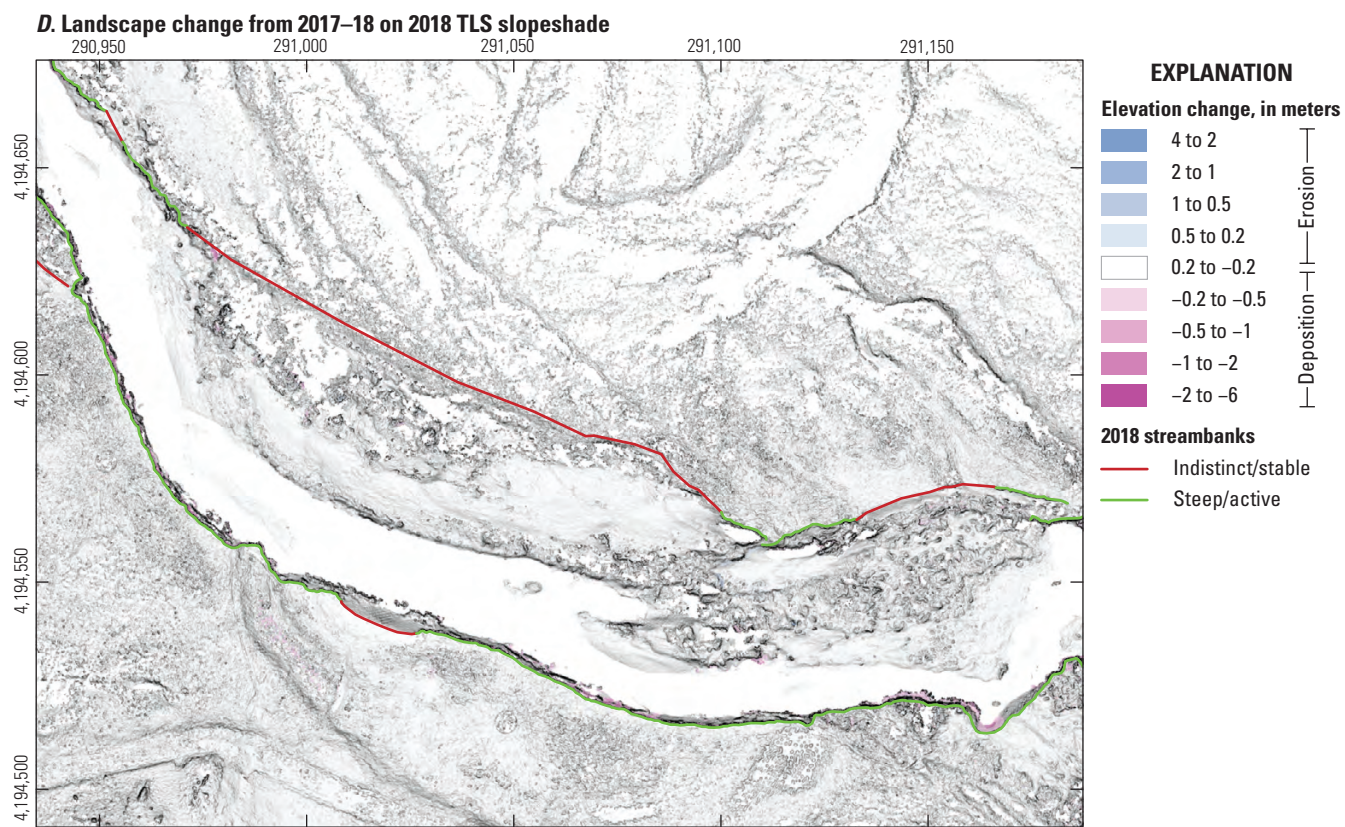 D. Landscape change from 2017–18 on 2018 TLS slopeshade
290,950
291,000
291,050
291,100
291,150
4,194,650
4,194,600
4,194,550
4,194,500
EXPLANATION
Elevation change, in meters
4 to 2
2 to 1
1 to 0.5
0.5 to 0.2
0.2 to −0.2
−0.2 to −0.5
−0.5 to −1
−1 to −2
−2 to −6
Erosion
Deposition
2018 streambanks
Indistinct/stable
Steep/active